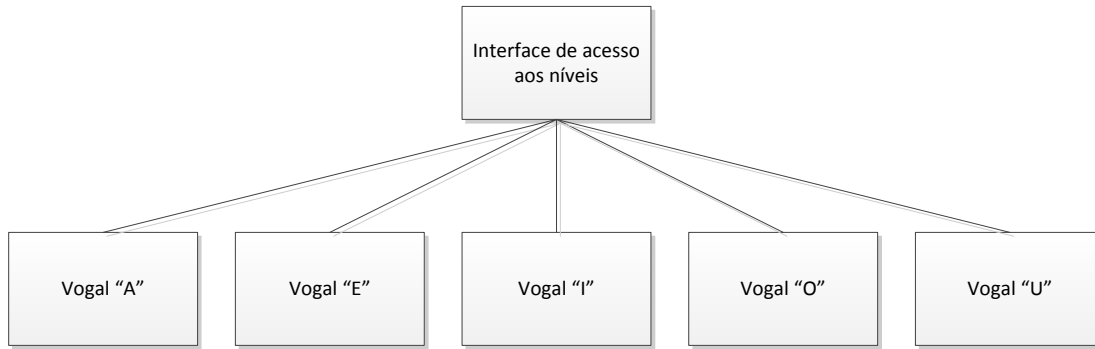 Interface de acesso
aos níveis
Vogal “A”
Vogal “E”
Vogal “I”
Vogal “O”
Vogal “U”